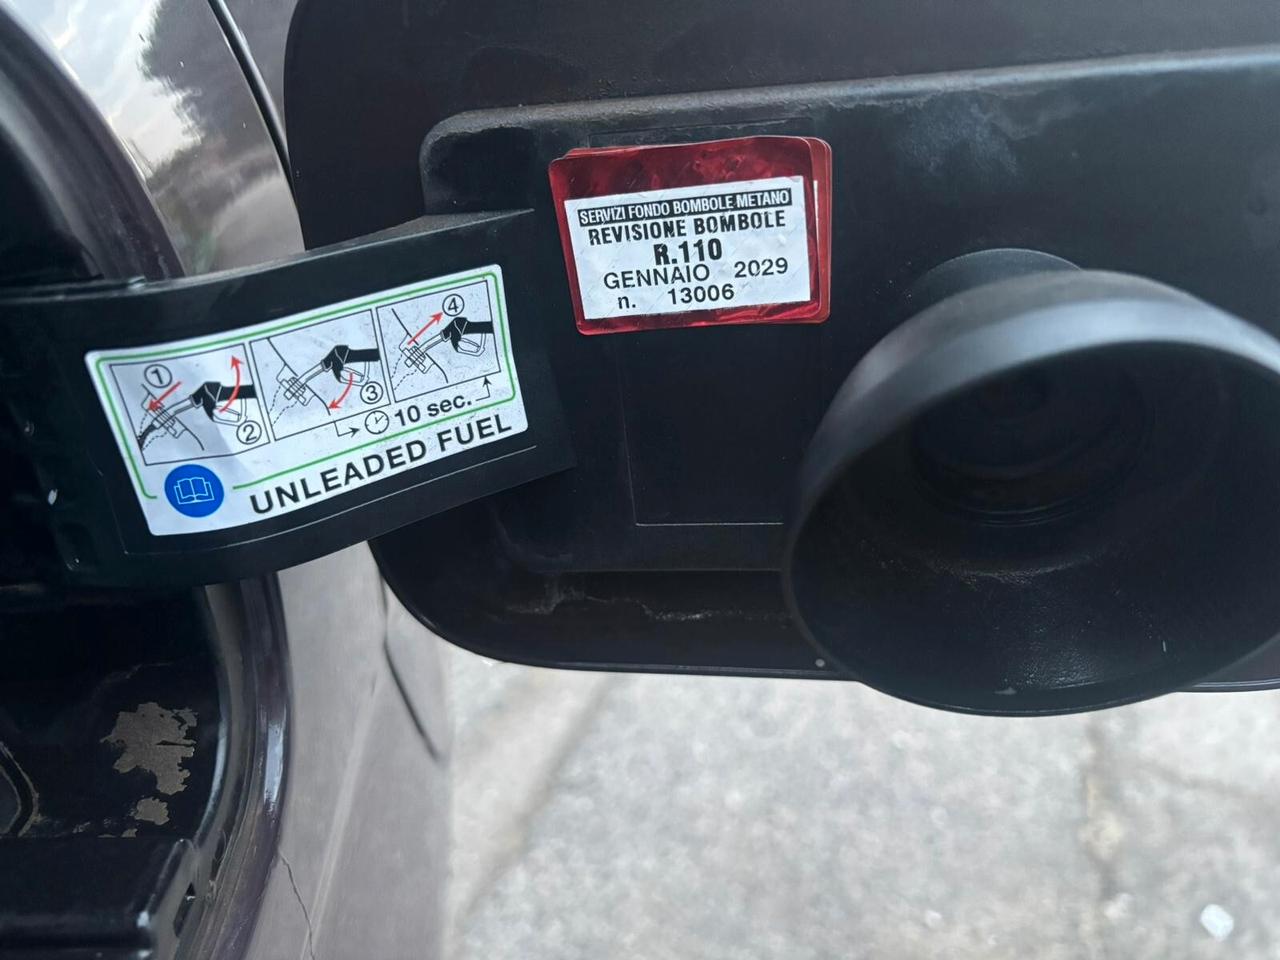 SERVIZI FONDO BOMBOLE METANO
REVISIONE BOMBOLE
R.110
GENNAIO 2029
n. 13006
1
2
3
4
10 sec.
UNLEADED FUEL